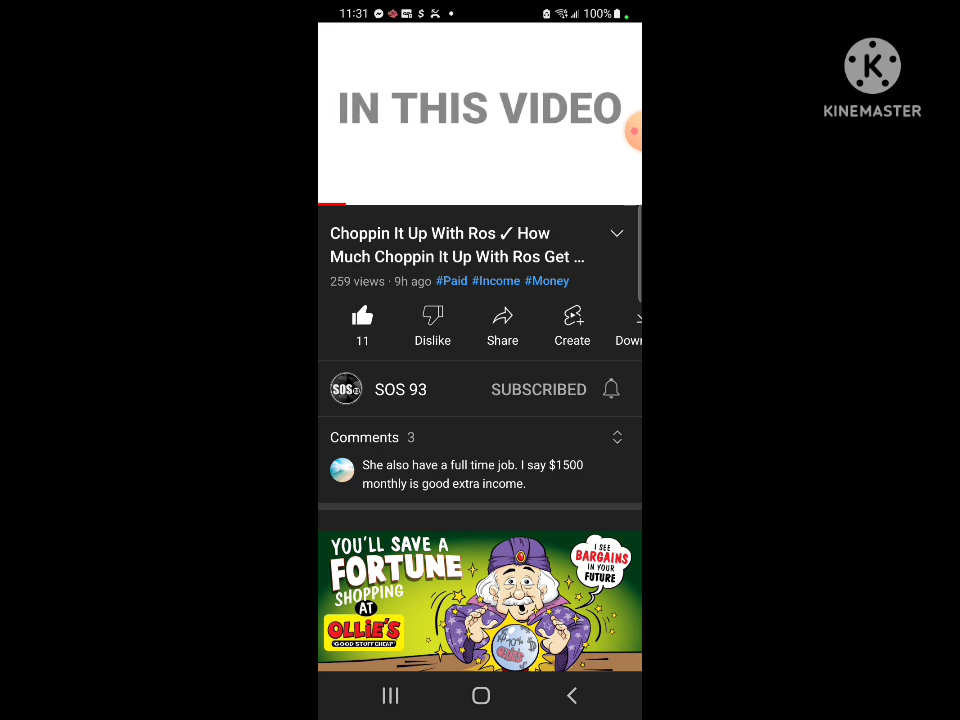 11:31
100%
KINEMASTER
IN THIS VIDEO
Choppin It Up With Ros ✓ How
Much Choppin It Up With Ros Get ...
259 views · 9h ago #Paid #Income #Money
11 Dislike Share Create Down
SOS 93 SUBSCRIBED
Comments 3
She also have a full time job. I say $1500
monthly is good extra income.
YOU'LL SAVE A
FORTUNE
SHOPPING
AT
OLLIE'S
GOOD STUFF CHEAP
I SEE
BARGAINS
IN YOUR
FUTURE
OLLIE'S